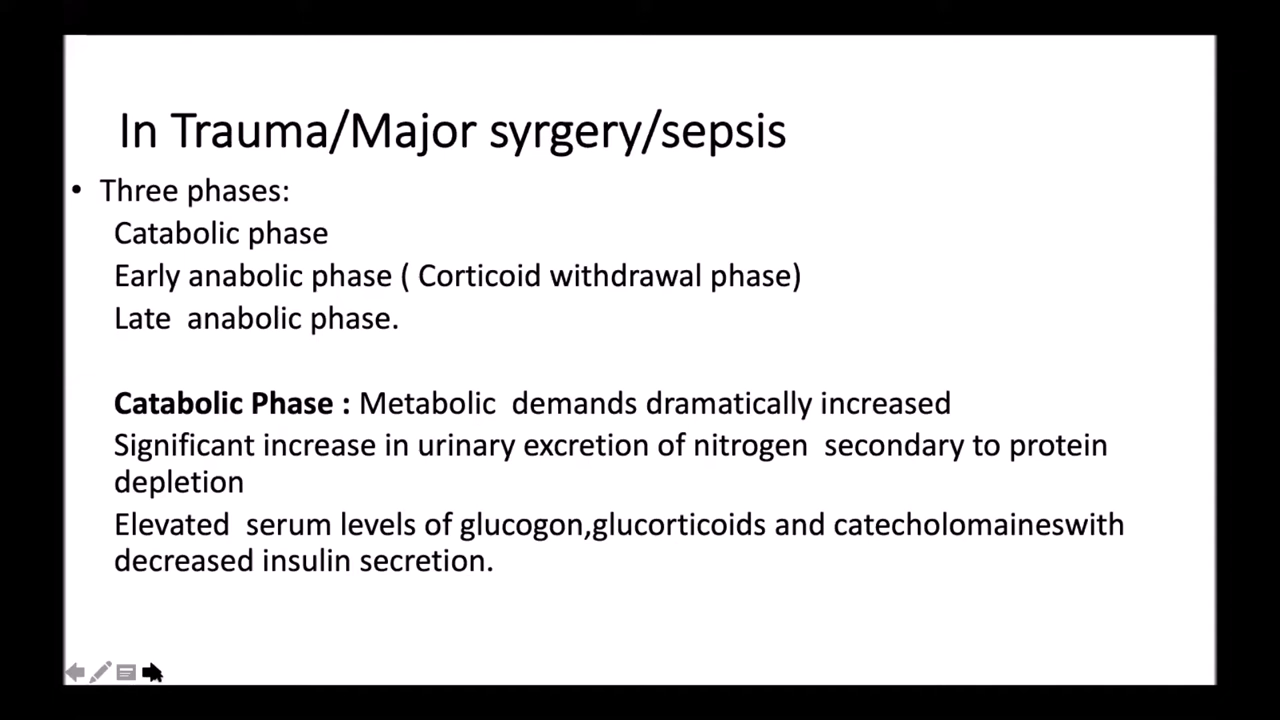 In Trauma/Major syrgery/sepsis
• Three phases:
Catabolic phase
Early anabolic phase ( Corticoid withdrawal phase)
Late  anabolic phase.
Catabolic Phase : Metabolic  demands dramatically increased
Significant increase in urinary excretion of nitrogen  secondary to protein
depletion
Elevated  serum levels of glucogon,glucorticoids and catecholomaineswith
decreased insulin secretion.